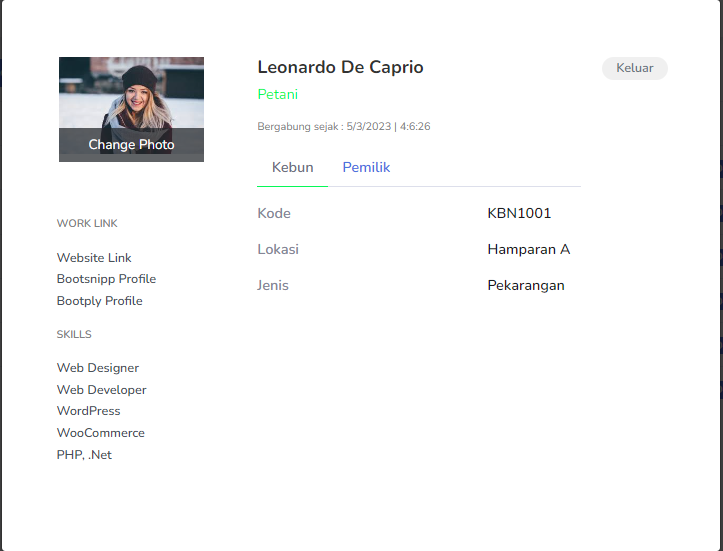 Change Photo
WORK LINK
Website Link
Bootsnipp Profile
Bootply Profile
SKILLS
Web Designer
Web Developer
WordPress
WooCommerce
PHP, .Net
Leonardo De Caprio
Petani
Bergabung sejak : 5/3/2023 | 4:6:26
Kebun Pemilik
Kode KBN1001
Lokasi Hamparan A
Jenis Pekarangan
Keluar